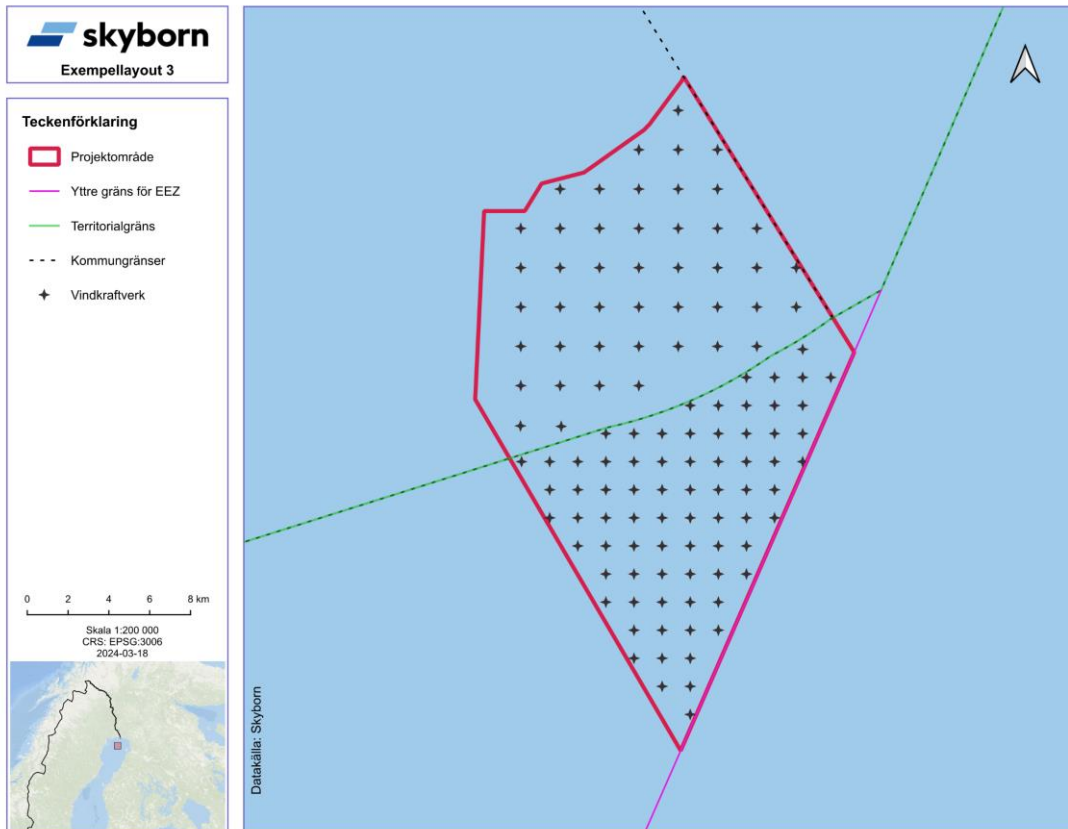 skyborn
Exempellayout 3
Teckenförklaring
Projektområde
Yttre gräns för EEZ
Territorialgräns
Kommungränser
Vindkraftverk
0 2 4 6 8 km
Skala 1:200 000
CRS: EPSG:3006
2024-03-18
Datakälla: Skyborn